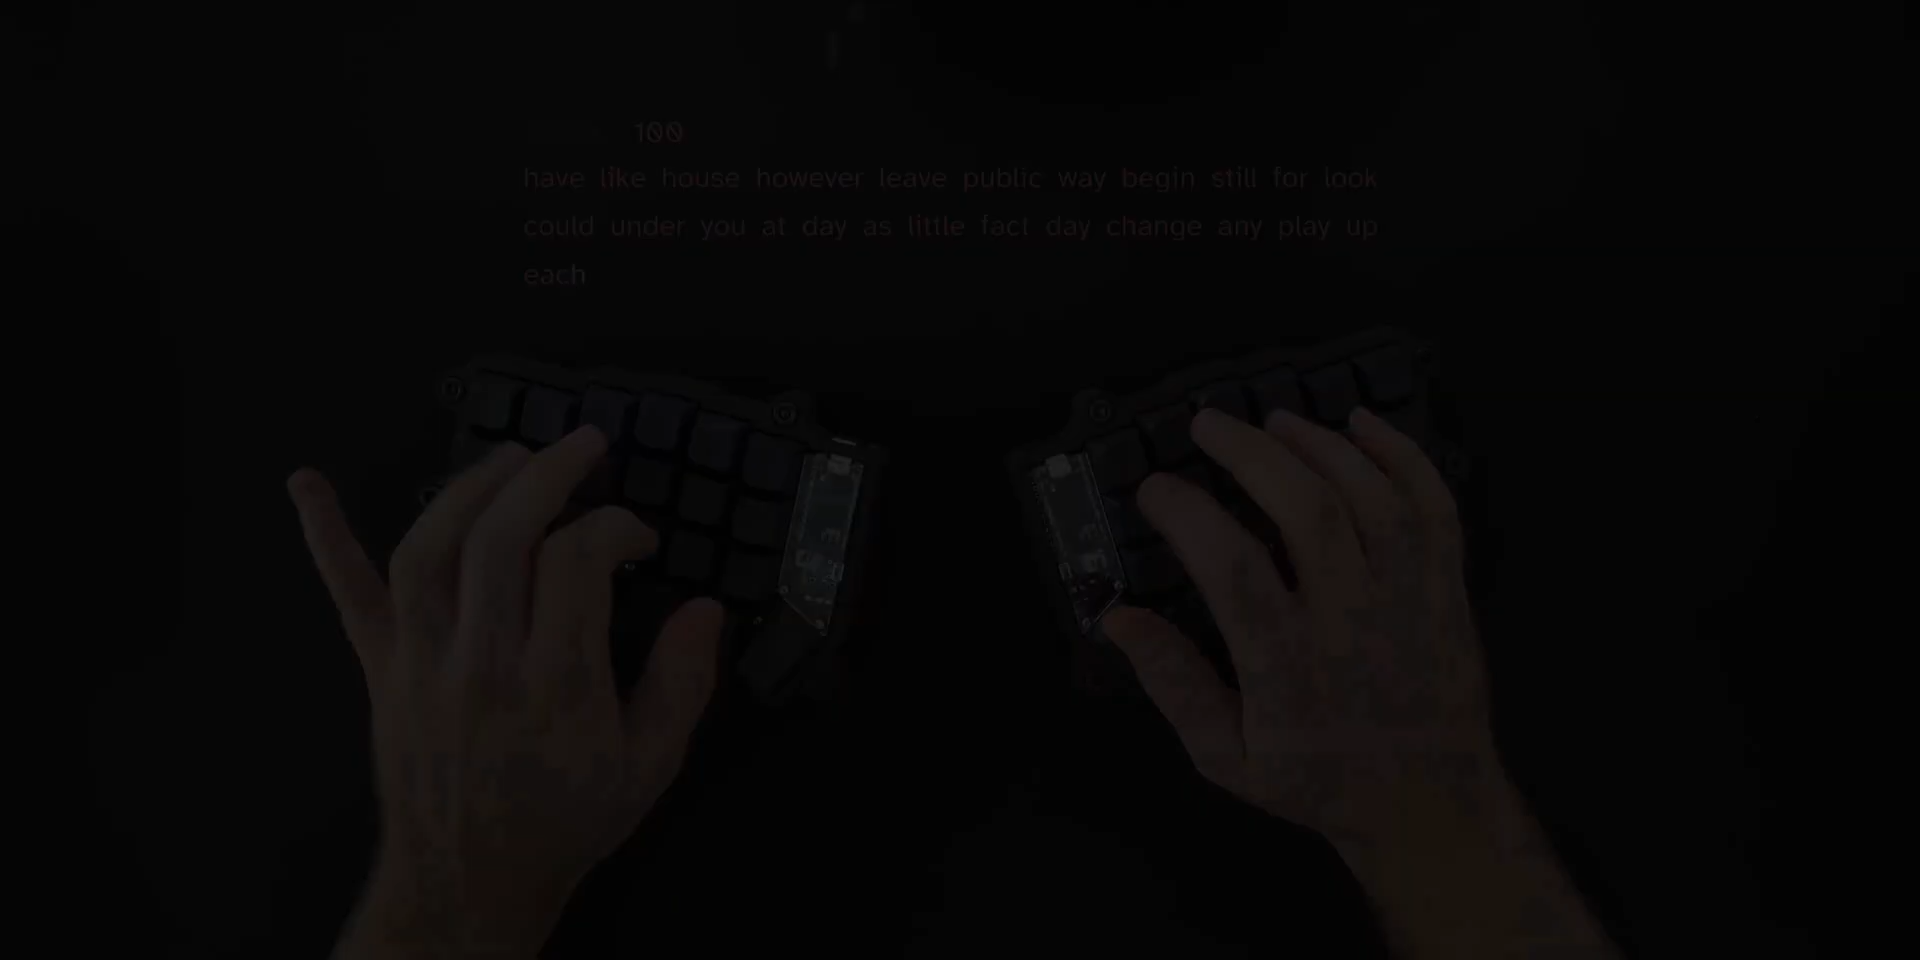 100
have like house however leave public way begin still for look
could under you at day as little fact day change any play up
each